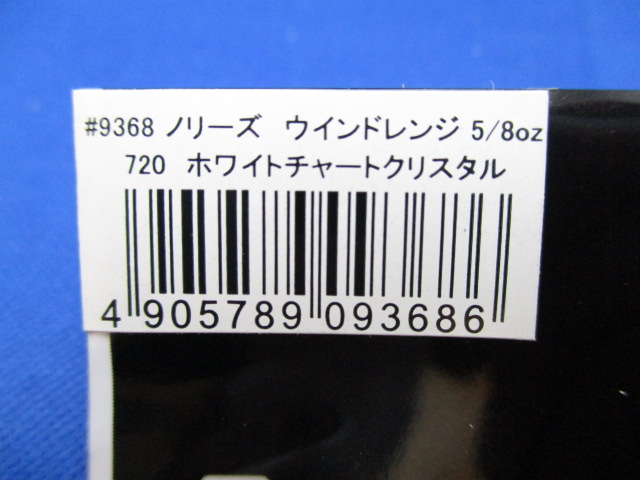 #9368 ノリーズ　ウインドレンジ 5/8oz
720　ホワイトチャートクリスタル
4 905789 093686